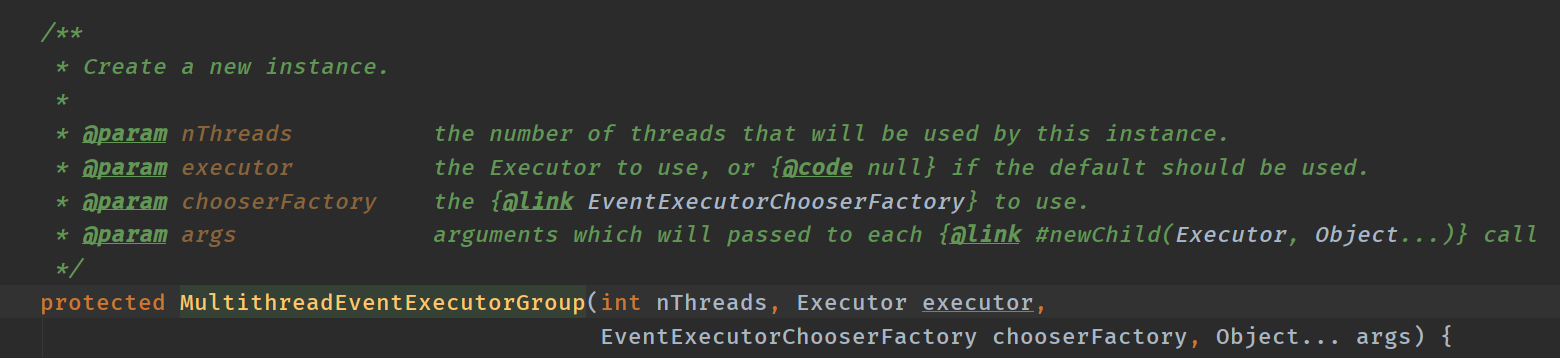 /**
 * Create a new instance.
 *
 * @param nThreads          the number of threads that will be used by this instance.
 * @param executor          the Executor to use, or {@code null} if the default should be used.
 * @param chooserFactory    the {@link EventExecutorChooserFactory} to use.
 * @param args              arguments which will passed to each {@link #newChild(Executor, Object...)} call
 */
protected MultithreadEventExecutorGroup(int nThreads, Executor executor,
                                        EventExecutorChooserFactory chooserFactory, Object... args) {